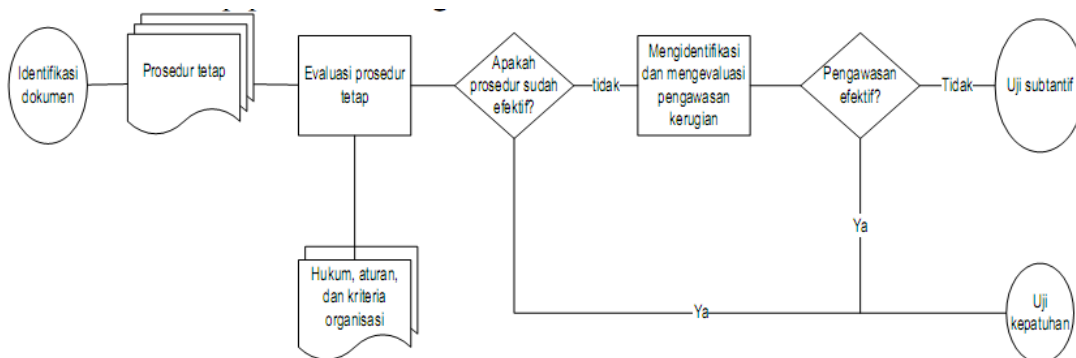 Identifikasi
dokumen
Prosedur tetap
Evaluasi prosedur
tetap
Apakah
prosedur sudah
efektif?
tidak
Mengidentifikasi
dan mengevaluasi
pengawasan
kerugian
Pengawasan
efektif?
Tidak
Uji subtantif
Hukum, aturan,
dan kriteria
organisasi
Ya
Ya
Uji
kepatuhan